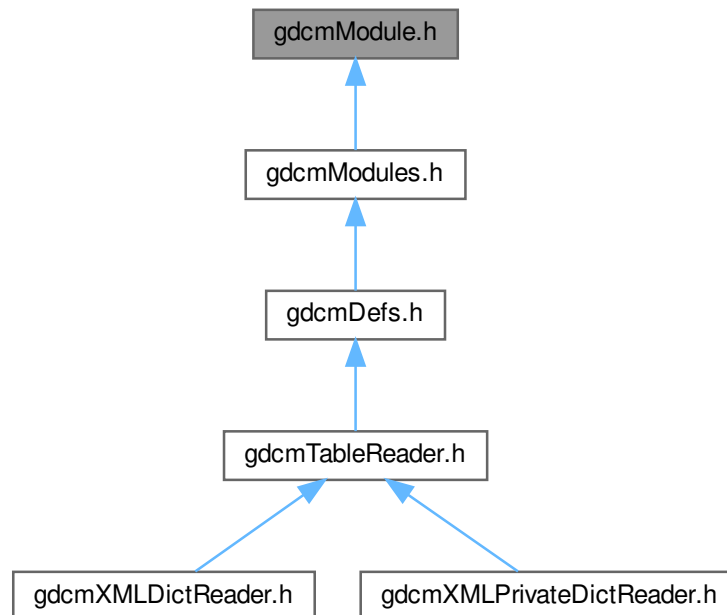 gdcmModule.h
gdcmModules.h
gdcmDefs.h
gdcmTableReader.h
gdcmXMLDictReader.h
gdcmXMLPrivateDictReader.h